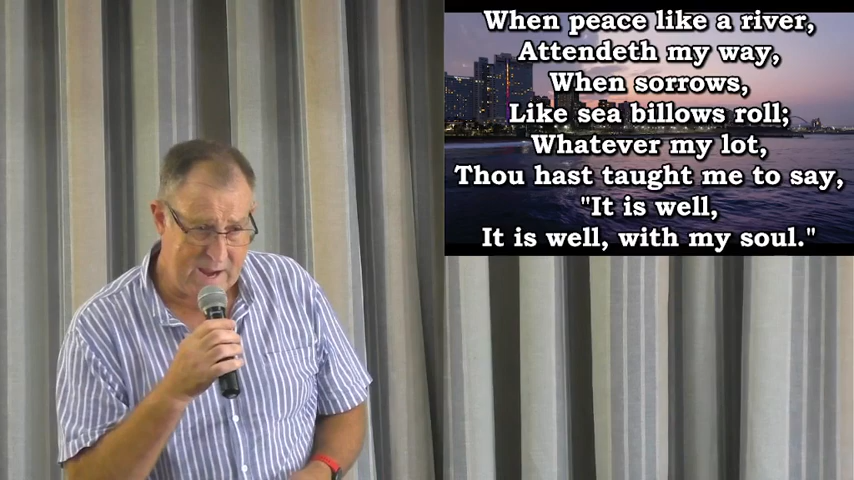 When peace like a river,
Attendeth my way,
When sorrows,
Like sea billows roll;
Whatever my lot,
Thou hast taught me to say,
"It is well,
It is well, with my soul."